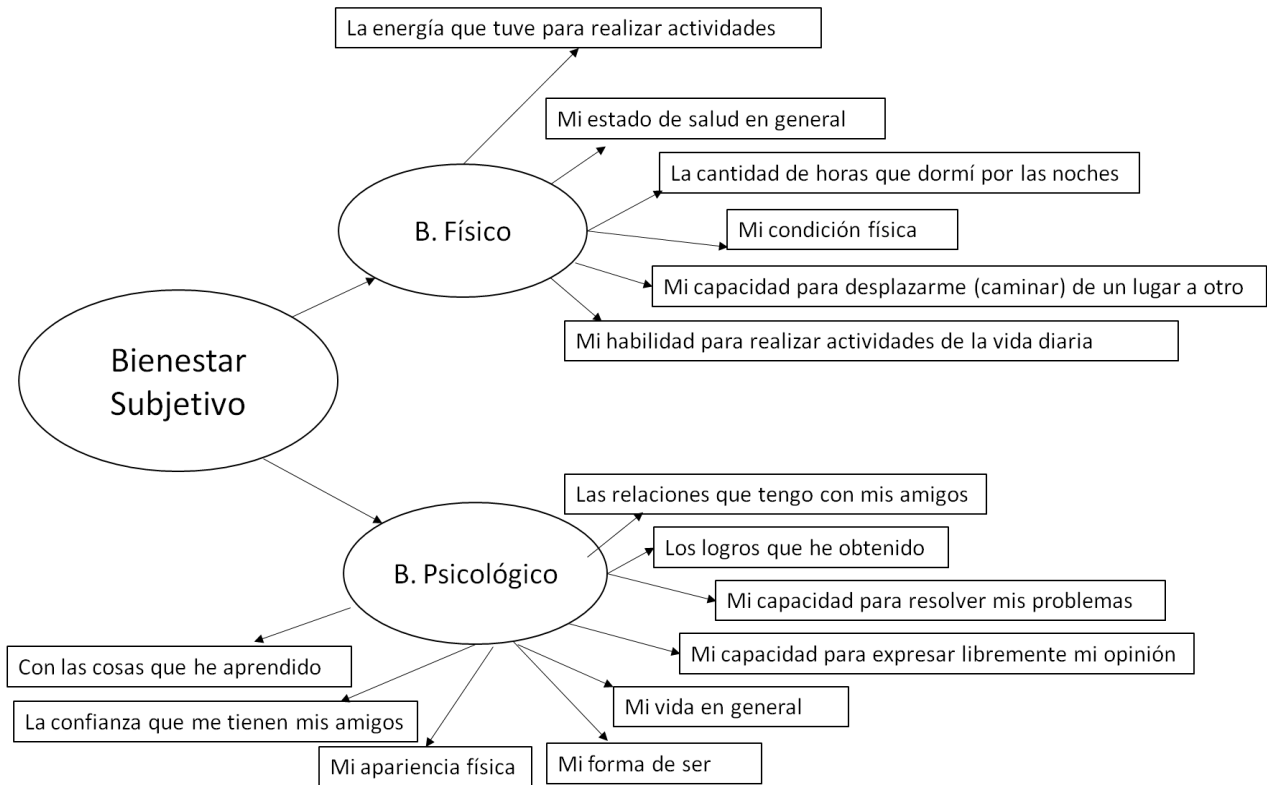 La energía que tuve para realizar actividades
Mi estado de salud en general
La cantidad de horas que dormí por las noches
B. Físico
Mi condición física
Mi capacidad para desplazarme (caminar) de un lugar a otro
Mi habilidad para realizar actividades de la vida diaria
Bienestar
Subjetivo
Las relaciones que tengo con mis amigos
Los logros que he obtenido
B. Psicológico
Mi capacidad para resolver mis problemas
Mi capacidad para expresar libremente mi opinión
Con las cosas que he aprendido
Mi vida en general
La confianza que me tienen mis amigos
Mi apariencia física
Mi forma de ser